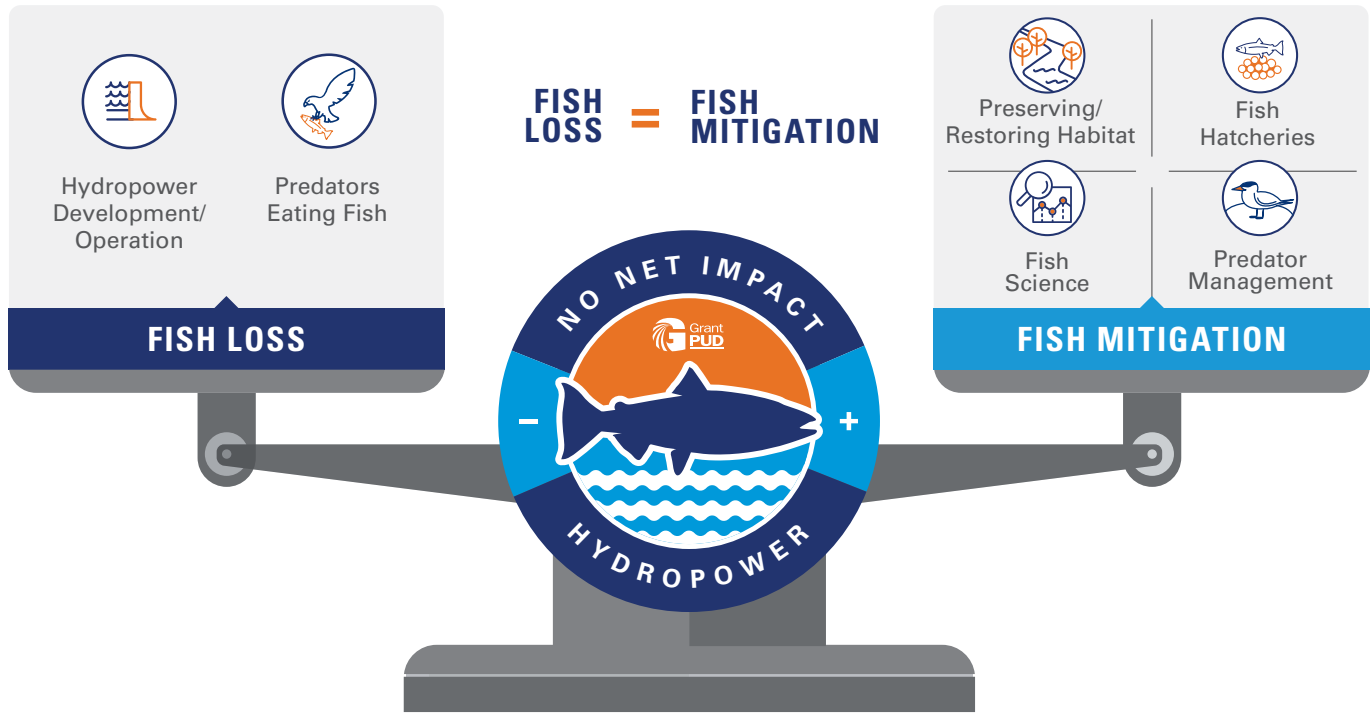 Hydropower
Development/
Operation
Predators
Eating Fish
FISH LOSS
FISH
LOSS
=
FISH
MITIGATION
Preserving/
Restoring Habitat
Fish
Hatcheries
Fish
Science
Predator
Management
FISH MITIGATION
NO NET IMPACT
Grant
PUD
-
+
HYDROPOWER